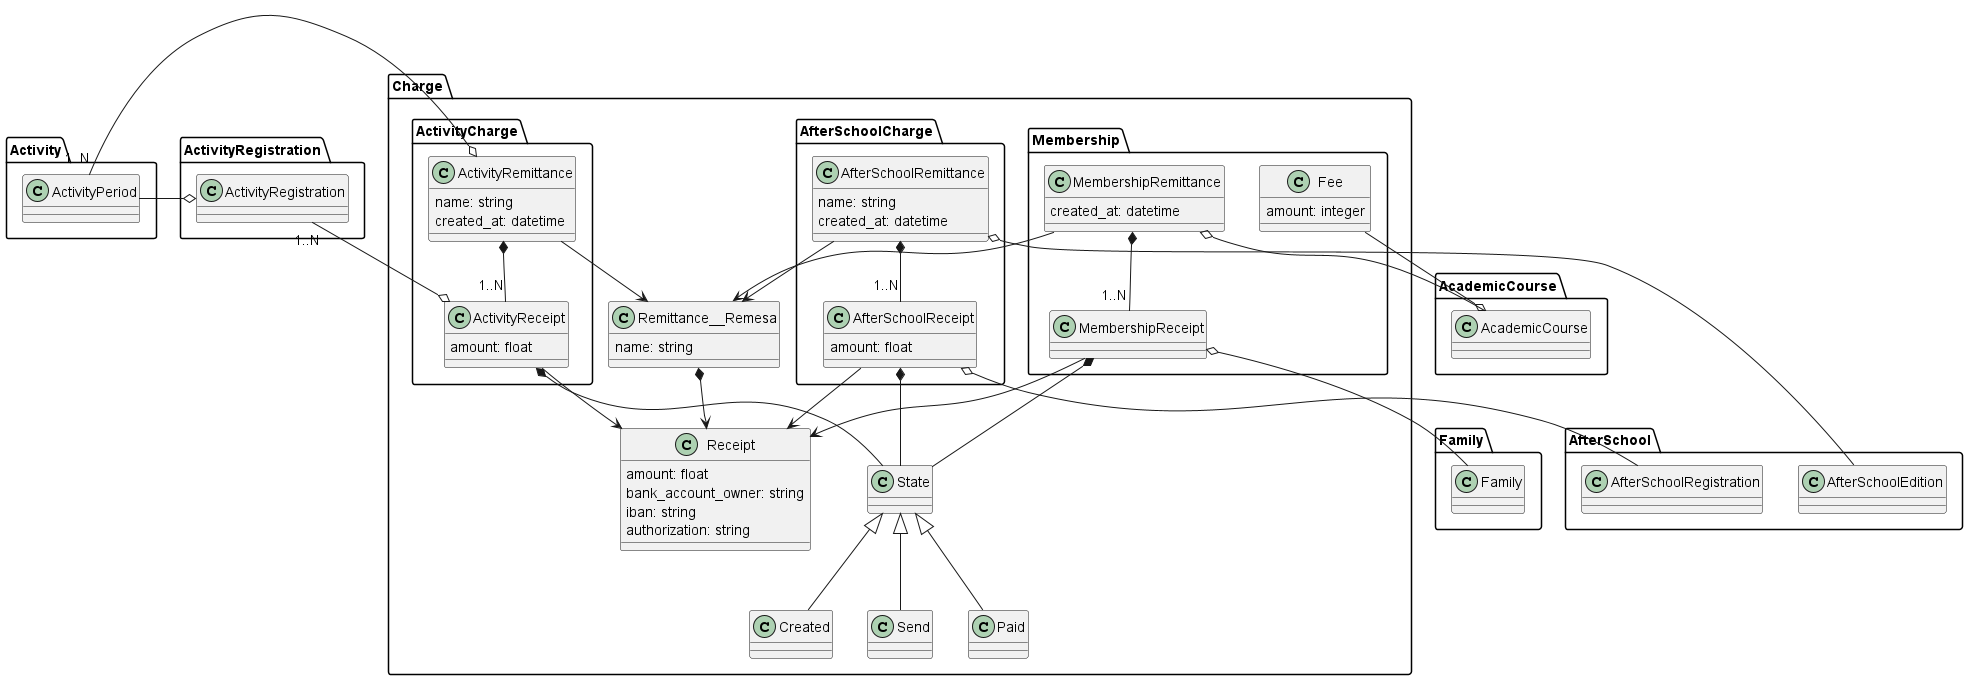 Charge
ActivityCharge
AfterSchoolCharge
Membership
Activity
ActivityRegistration
1 N
C ActivityPeriod
C ActivityRegistration
C ActivityRemittance
name: string
created_at: datetime
C AfterSchoolRemittance
name: string
created_at: datetime
C MembershipRemittance
created_at: datetime
C Fee
amount: integer
1..N
1..N
1..N
1..N
AcademicCourse
C AcademicCourse
C ActivityReceipt
amount: float
C Remittance__Remesa
name: string
C AfterSchoolReceipt
amount: float
C MembershipReceipt
C Receipt
amount: float
bank_account_owner: string
iban: string
authorization: string
C State
Family
C Family
AfterSchool
C AfterSchoolRegistration
C AfterSchoolEdition
C Created
C Send
C Paid